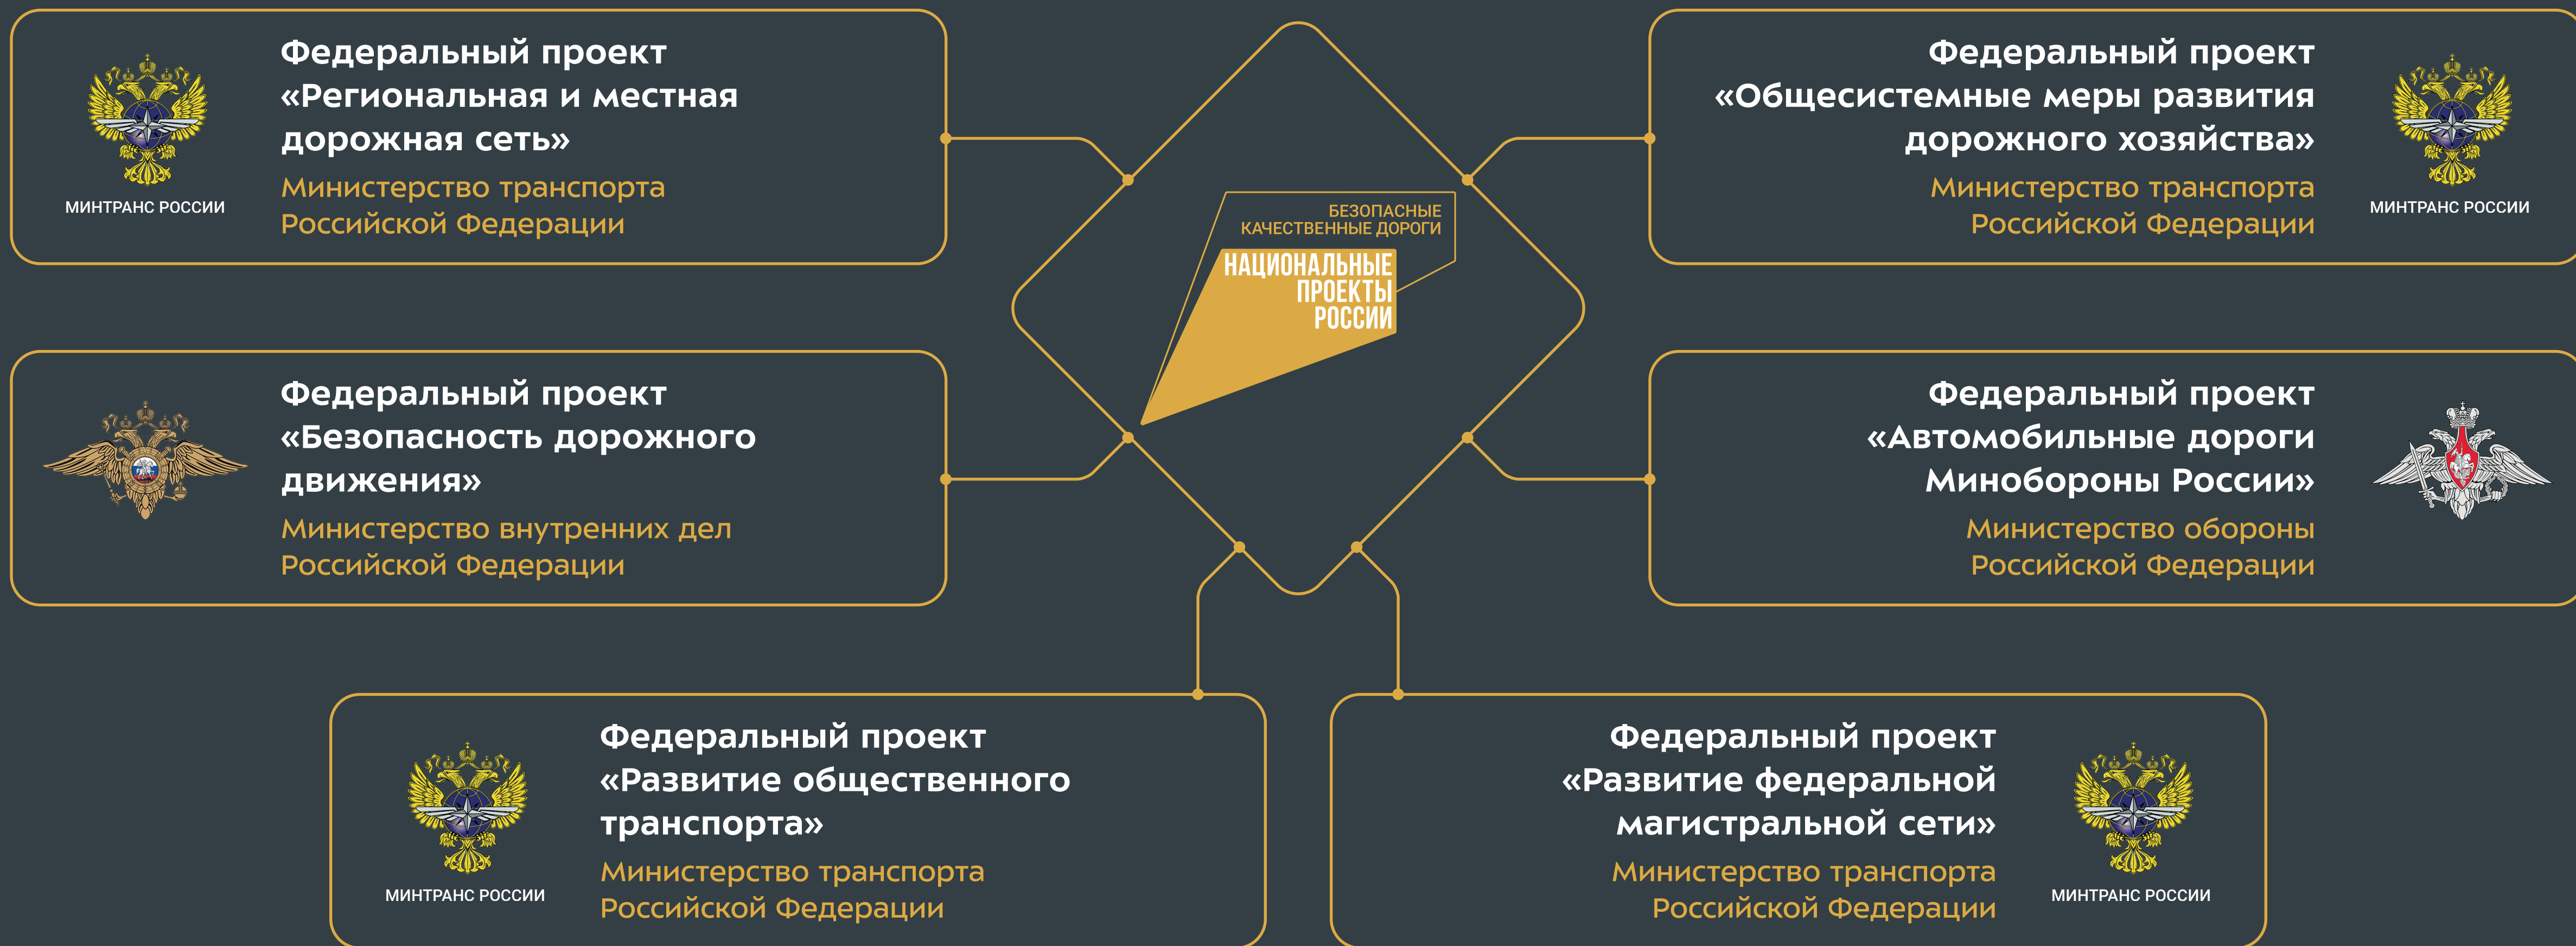 Федеральный проект
«Региональная и местная
дорожная сеть»
Министерство транспорта
Российской Федерации
МИНТРАНС РОССИИ
Федеральный проект
«Общесистемные меры развития
дорожного хозяйства»
Министерство транспорта
Российской Федерации
МИНТРАНС РОССИИ
БЕЗОПАСНЫЕ
КАЧЕСТВЕННЫЕ ДОРОГИ
НАЦИОНАЛЬНЫЕ
ПРОЕКТЫ
РОССИИ
Федеральный проект
«Безопасность дорожного
движения»
Министерство внутренних дел
Российской Федерации
Федеральный проект
«Автомобильные дороги
Минобороны России»
Министерство обороны
Российской Федерации
Федеральный проект
«Развитие общественного
транспорта»
Министерство транспорта
Российской Федерации
МИНТРАНС РОССИИ
Федеральный проект
«Развитие федеральной
магистральной сети»
Министерство транспорта
Российской Федерации
МИНТРАНС РОССИИ